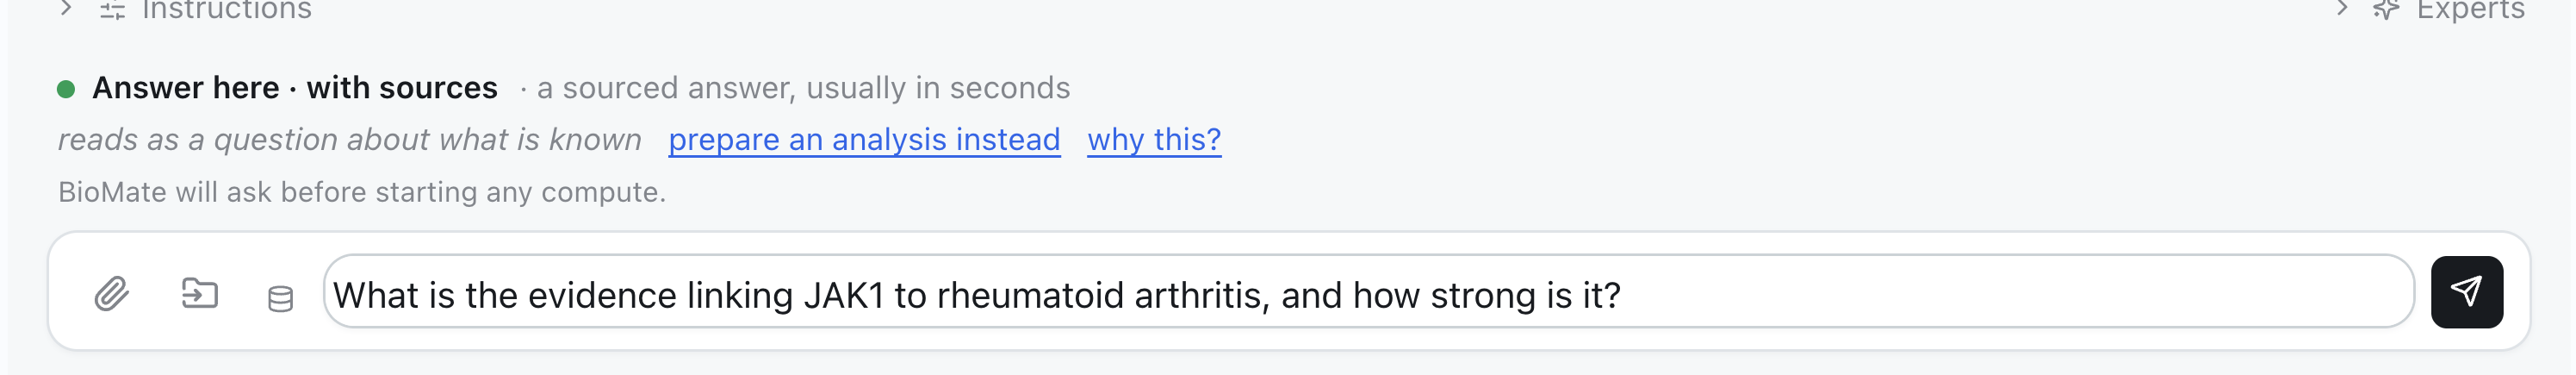 Instructions
Experts
Answer here · with sources · a sourced answer, usually in seconds
reads as a question about what is known prepare an analysis instead why this?
BioMate will ask before starting any compute.
What is the evidence linking JAK1 to rheumatoid arthritis, and how strong is it?